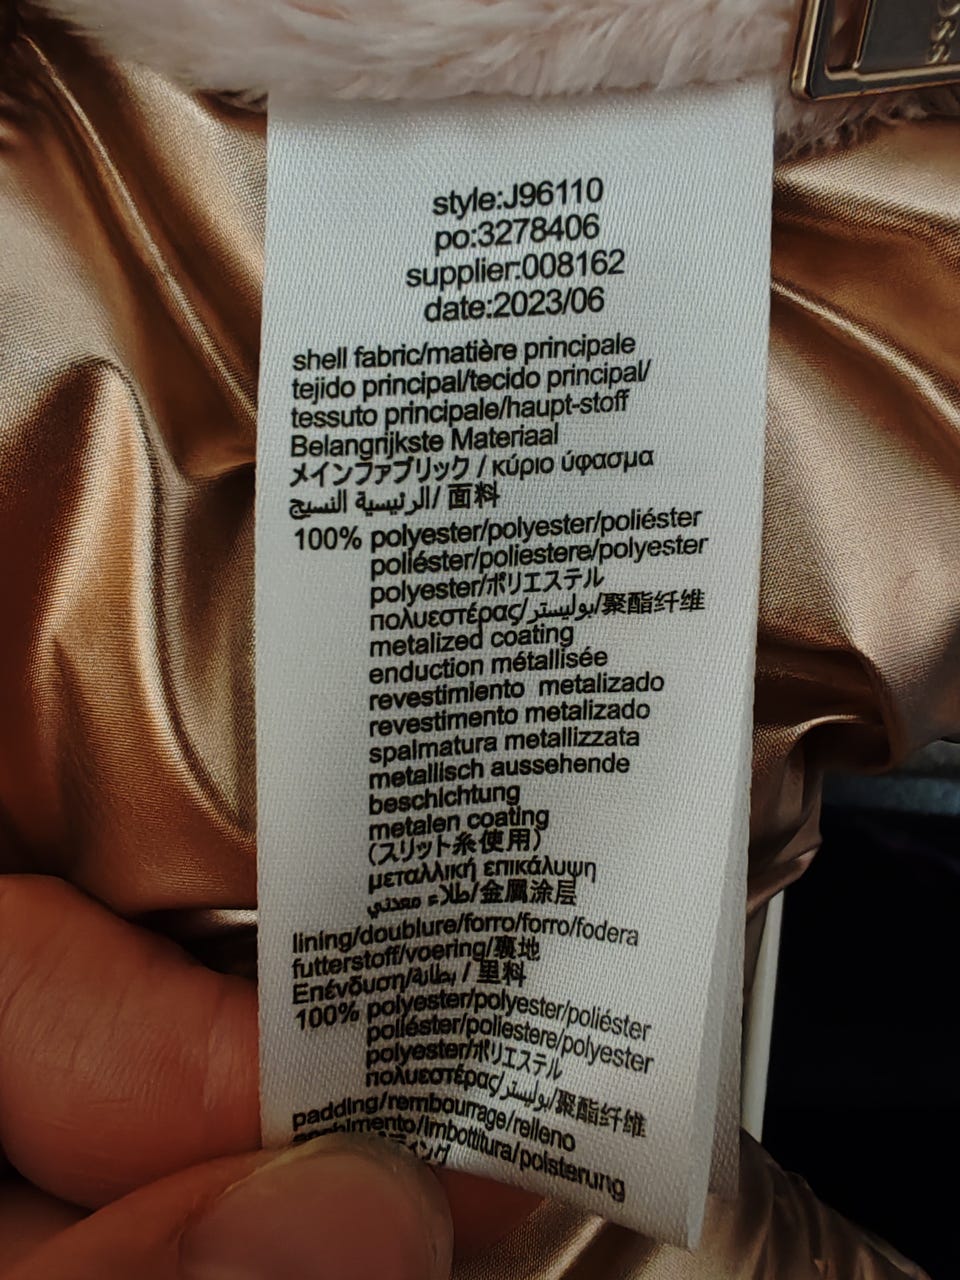 OSS
style:J96110
po:3278406
supplier:008162
date:2023/06
shell fabric/matière principale
tejido principal/tecido principal/
tessuto principale/haupt-stoff
Belangrijkste Materiaal
メインファブリック / κύριο ύφασμα
الرئيسية النسيج/ 面料
100% polyester/polyester/poliéster
poliéster/poliestere/polyester
polyester/ポリエステル
πολυεστέρας/بوليستر/聚酯纤维
metalized coating
enduction métallisée
revestimiento metalizado
revestimento metalizado
spalmatura metallizzata
metallisch aussehende
beschichtung
metalen coating
(スリット糸使用)
μεταλλική επικάλυψη
طلاء معدني/金属涂层
lining/doublure/forro/forro/fodera
futterstoff/voering/裏地
Επένδυση/بطانة / 里料
100% polyester/polyester/poliéster
poliéster/poliestere/polyester
polyester/ポリエステル
πολυεστέρας/بوليستر/聚酯纤维
padding/rembourrage/relleno
enchimento/imbottitura/polsterung